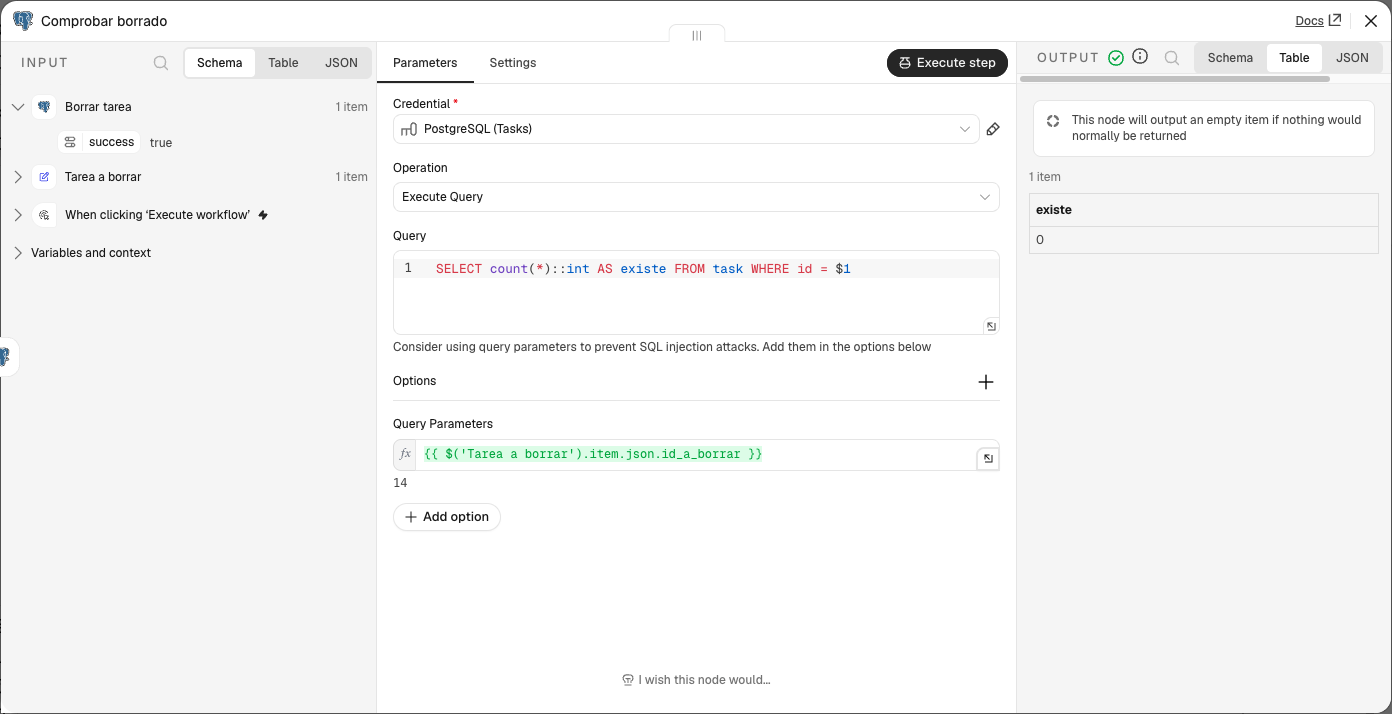 Comprobar borrado
Docs
INPUT
Schema
Table
JSON
Borrar tarea
1 item
success
true
Tarea a borrar
1 item
When clicking ‘Execute workflow’
Variables and context
Parameters
Settings
Execute step
Credential *
PostgreSQL (Tasks)
Operation
Execute Query
Query
1 SELECT count(*)::int AS existe FROM task WHERE id = $1
Consider using query parameters to prevent SQL injection attacks. Add them in the options below
Options
Query Parameters
fx {{ $('Tarea a borrar').item.json.id_a_borrar }}
14
Add option
I wish this node would...
OUTPUT
Schema
Table
JSON
This node will output an empty item if nothing would
normally be returned
1 item
existe
0